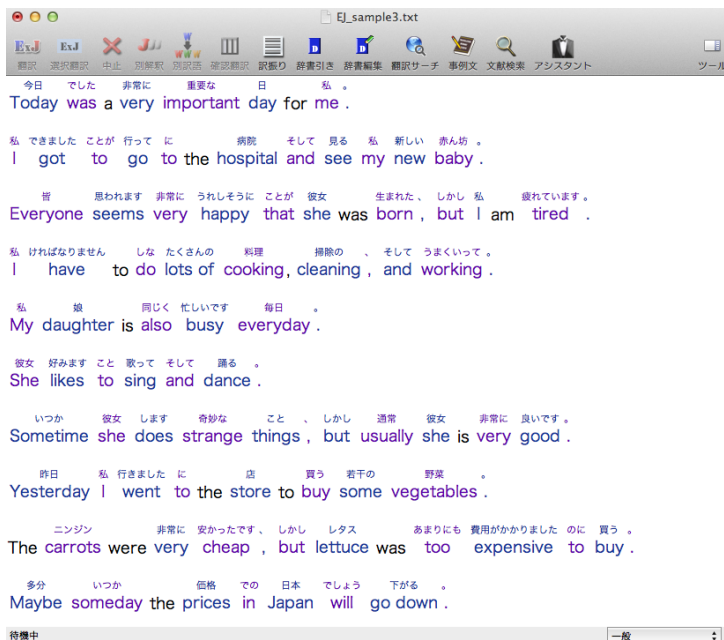 EJ_sample3.txt
ExJ ExJ
翻訳 選択翻訳 中止 別解釈 別訳語 確認翻訳 訳振り 辞書引き 辞書編集 翻訳サーチ 事例文 文献検索 アシスタント ツール
今日 でした 非常に 重要な 日 私 。
Today was a very important day for me .
私 できました ことが 行って に 病院 そして 見る 私 新しい 赤ん坊 。
I got to go to the hospital and see my new baby .
皆 思われます 非常に うれしそうに ことが 彼女 生まれた 、 しかし 私 疲れています 。
Everyone seems very happy that she was born , but I am tired .
私 ければなりません しな たくさんの 料理 掃除の 、 そして うまくいって 。
I have to do lots of cooking, cleaning , and working .
私 娘 同じく 忙しいです 毎日 。
My daughter is also busy everyday .
彼女 好みます こと 歌って そして 踊る 。
She likes to sing and dance .
いつか 彼女 します 奇妙な こと 、 しかし 通常 彼女 非常に 良いです 。
Sometime she does strange things , but usually she is very good .
昨日 私 行きました に 店 買う 若干の 野菜 。
Yesterday I went to the store to buy some vegetables .
ニンジン 非常に 安かったです 、 しかし レタス あまりにも 費用がかかりました のに 買う 。
The carrots were very cheap , but lettuce was too expensive to buy .
多分 いつか 価格 での 日本 でしょう 下がる 。
Maybe someday the prices in Japan will go down .
待機中 一般